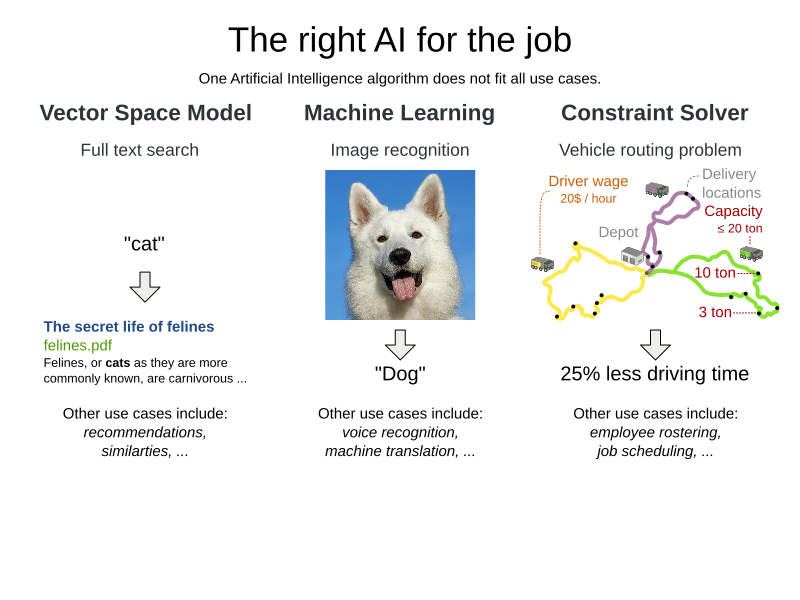 The right AI for the job
One Artificial Intelligence algorithm does not fit all use cases.
Vector Space Model
Full text search
"cat"
The secret life of felines
felines.pdf
Felines, or cats as they are more
commonly known, are carnivorous ...
Other use cases include:
recommendations,
similarties, ...
Machine Learning
Image recognition
"Dog"
Other use cases include:
voice recognition,
machine translation, ...
Constraint Solver
Vehicle routing problem
Driver wage
20$ / hour
Delivery
locations
Capacity
≤ 20 ton
Depot
10 ton
3 ton
25% less driving time
Other use cases include:
employee rostering,
job scheduling, ...